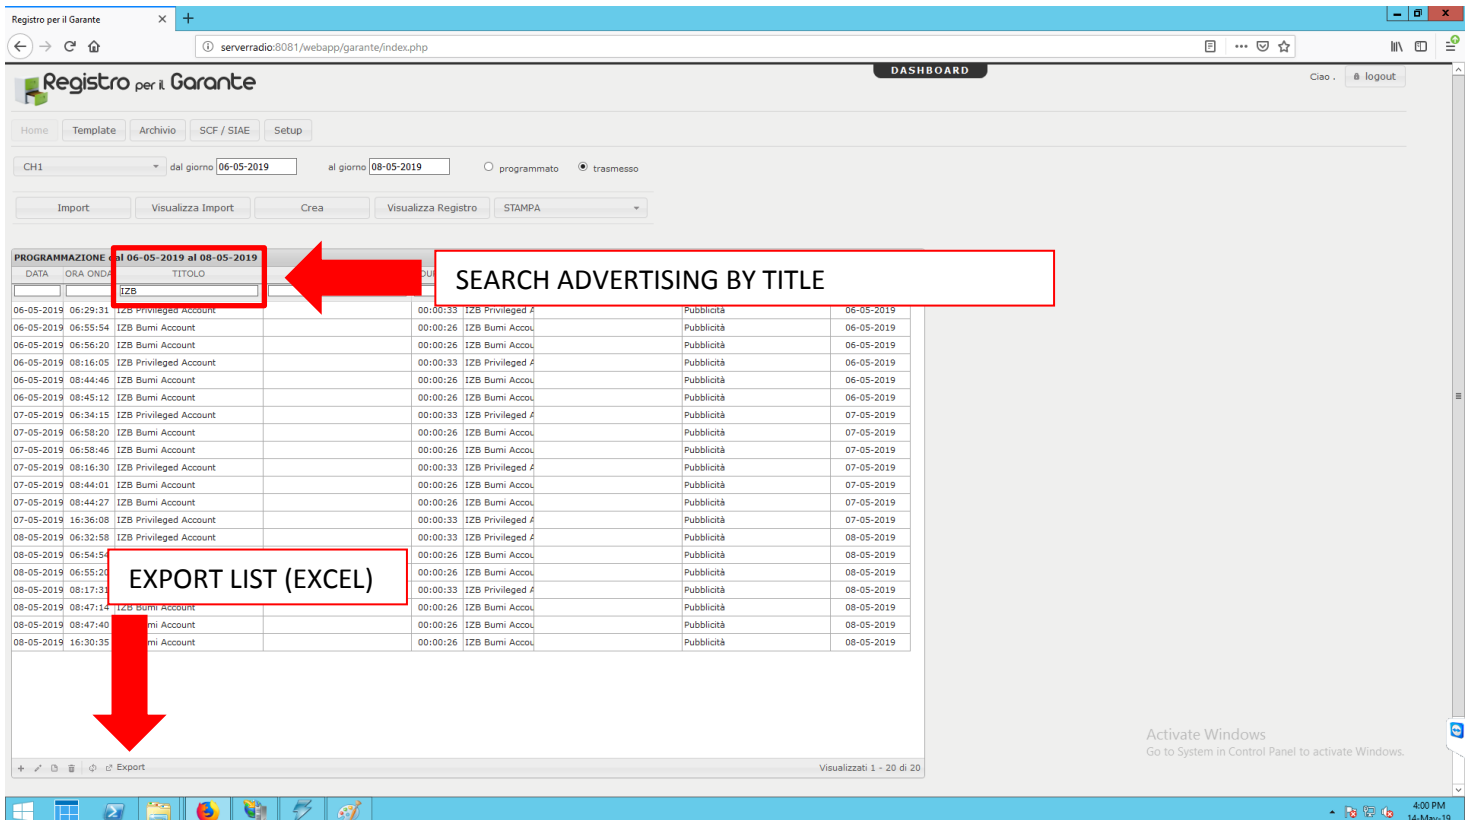 Registro per il Garante
serverradio:8081/webapp/garante/index.php
Registro per il Garante
DASHBOARD
Ciao . logout
Home Template Archivio SCF / SIAE Setup
CH1 dal giorno 06-05-2019 al giorno 08-05-2019 programmato trasmesso
Import Visualizza Import Crea Visualizza Registro STAMPA
PROGRAMMAZIONE dal 06-05-2019 al 08-05-2019
DATA ORA ONDA TITOLO
SEARCH ADVERTISING BY TITLE
IZB
06-05-2019 06:29:31 IZB Privileged Account 00:00:33 IZB Privileged A Pubblicità 06-05-2019
06-05-2019 06:55:54 IZB Bumi Account 00:00:26 IZB Bumi Accou Pubblicità 06-05-2019
06-05-2019 06:56:20 IZB Bumi Account 00:00:26 IZB Bumi Accou Pubblicità 06-05-2019
06-05-2019 08:16:05 IZB Privileged Account 00:00:33 IZB Privileged A Pubblicità 06-05-2019
06-05-2019 08:44:46 IZB Bumi Account 00:00:26 IZB Bumi Accou Pubblicità 06-05-2019
06-05-2019 08:45:12 IZB Bumi Account 00:00:26 IZB Bumi Accou Pubblicità 06-05-2019
07-05-2019 06:34:15 IZB Privileged Account 00:00:33 IZB Privileged A Pubblicità 07-05-2019
07-05-2019 06:58:20 IZB Bumi Account 00:00:26 IZB Bumi Accou Pubblicità 07-05-2019
07-05-2019 06:58:46 IZB Bumi Account 00:00:26 IZB Bumi Accou Pubblicità 07-05-2019
07-05-2019 08:16:30 IZB Privileged Account 00:00:33 IZB Privileged A Pubblicità 07-05-2019
07-05-2019 08:44:01 IZB Bumi Account 00:00:26 IZB Bumi Accou Pubblicità 07-05-2019
07-05-2019 08:44:27 IZB Bumi Account 00:00:26 IZB Bumi Accou Pubblicità 07-05-2019
07-05-2019 16:36:08 IZB Privileged Account 00:00:33 IZB Privileged A Pubblicità 07-05-2019
08-05-2019 06:32:58 IZB Privileged Account 00:00:33 IZB Privileged A Pubblicità 08-05-2019
08-05-2019 06:54:54 00:00:26 IZB Bumi Accou Pubblicità 08-05-2019
08-05-2019 06:55:20 00:00:26 IZB Bumi Accou Pubblicità 08-05-2019
EXPORT LIST (EXCEL)
08-05-2019 08:17:31 00:00:33 IZB Privileged A Pubblicità 08-05-2019
08-05-2019 08:47:14 IZB Bumi Account 00:00:26 IZB Bumi Accou Pubblicità 08-05-2019
08-05-2019 08:47:40 mi Account 00:00:26 IZB Bumi Accou Pubblicità 08-05-2019
08-05-2019 16:30:35 mi Account 00:00:26 IZB Bumi Accou Pubblicità 08-05-2019
Activate Windows
Go to System in Control Panel to activate Windows.
Export Visualizzati 1 - 20 di 20
4:00 PM
14-May-19